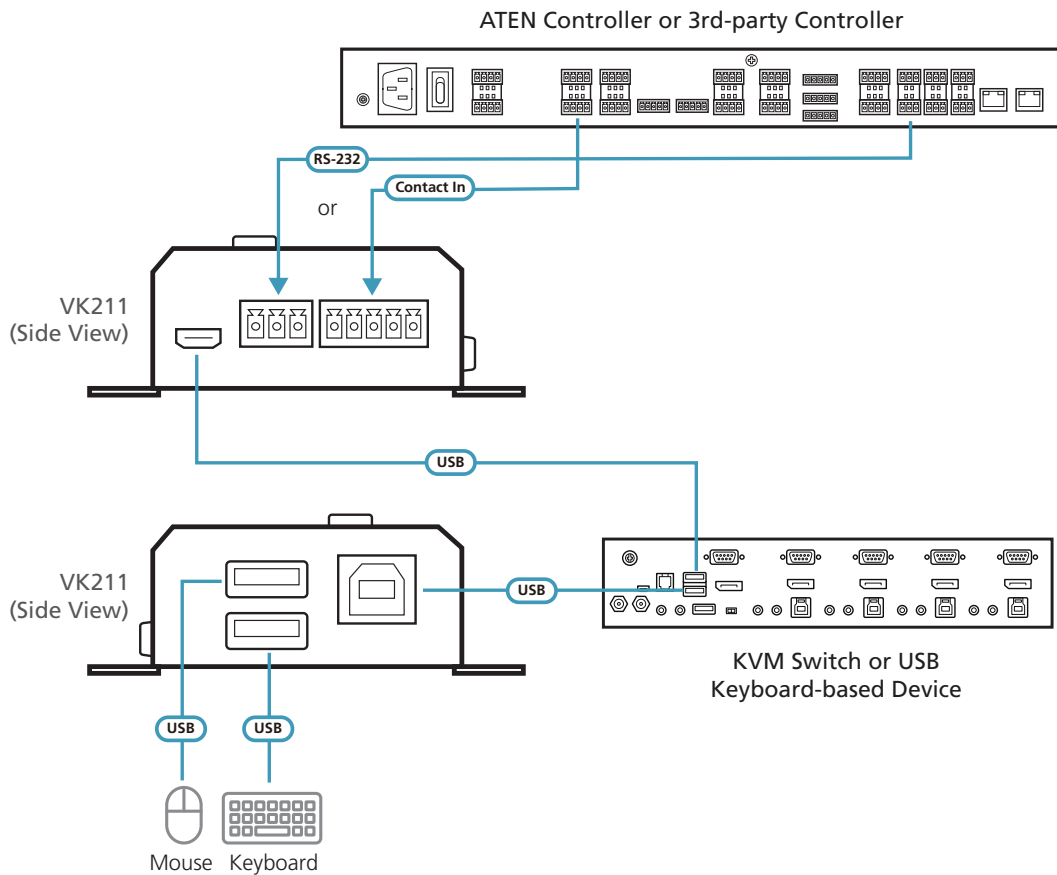 ATEN Controller or 3rd-party Controller
RS-232
Contact In
or
VK211
(Side View)
USB
VK211
(Side View)
USB
KVM Switch or USB
Keyboard-based Device
USB
USB
Mouse
Keyboard